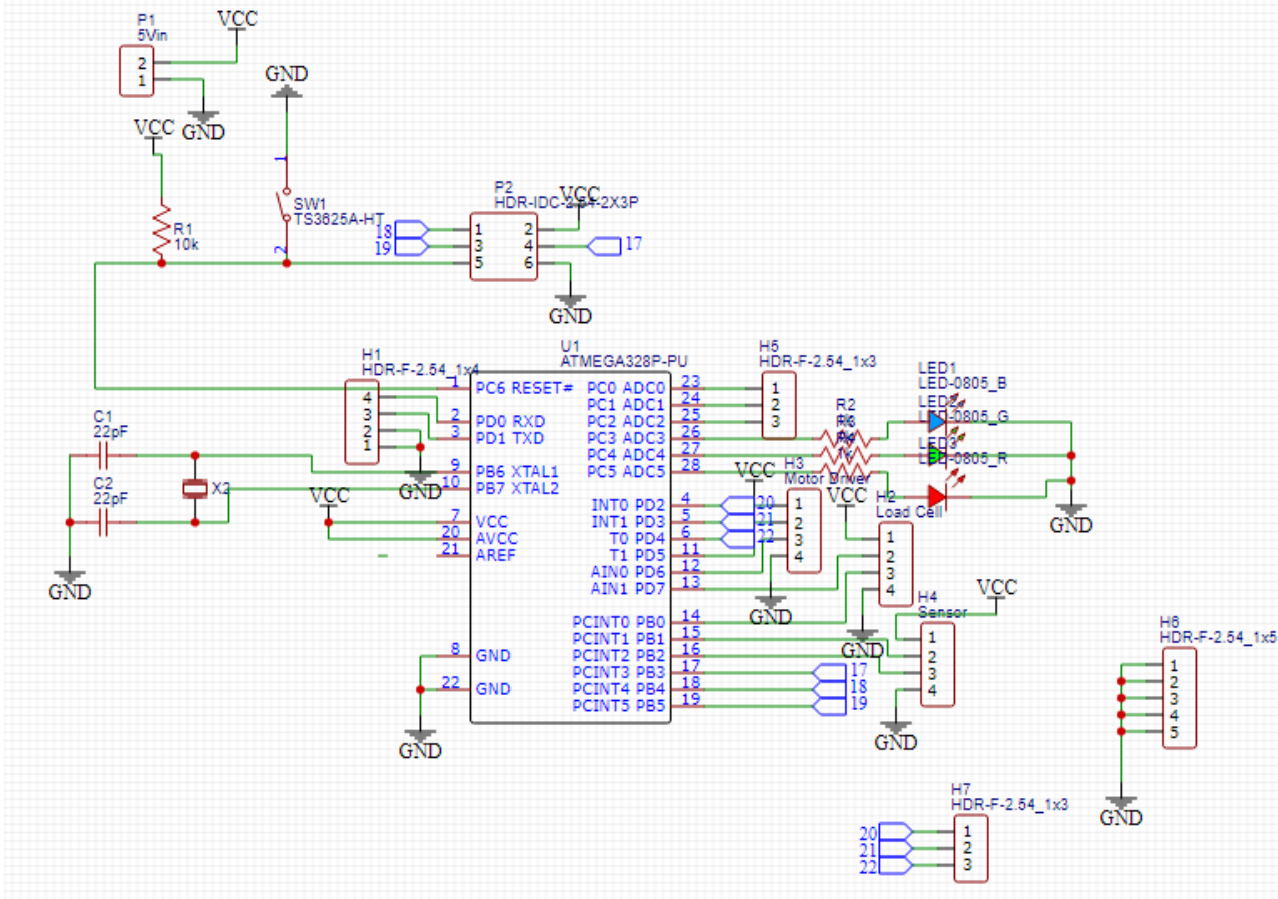 P1
5Vin
2
1
VCC
GND
GND
VCC
R1
10k
1
SW1
TS3625A-HT
2
P2
HDR-IDC-2.54-2X3P
VCC
18
19
1
3
5
2
4
6
17
GND
H1
HDR-F-2.54_1x4
4
3
2
1
GND
C1
22pF
C2
22pF
X2
GND
VCC
U1
ATMEGA328P-PU
1 PC6 RESET#
2 PD0 RXD
3 PD1 TXD
9 PB6 XTAL1
10 PB7 XTAL2
7 VCC
20 AVCC
21 AREF
8 GND
22 GND
GND
PC0 ADC0 23
PC1 ADC1 24
PC2 ADC2 25
PC3 ADC3 26
PC4 ADC4 27
PC5 ADC5 28
INT0 PD2 4
INT1 PD3 5
T0 PD4 6
T1 PD5 11
AIN0 PD6 12
AIN1 PD7 13
PCINT0 PB0 14
PCINT1 PB1 15
PCINT2 PB2 16
PCINT3 PB3 17
PCINT4 PB4 18
PCINT5 PB5 19
20
21
22
17
18
19
H5
HDR-F-2.54_1x3
1
2
3
R2
LED1
LED-0805_B
LED2
LED-0805_G
LED3
LED-0805_R
GND
VCC
H3
Motor Driver
1
2
3
4
GND
VCC
H2
Load Cell
1
2
3
4
GND
H4
Sensor
VCC
1
2
3
4
GND
H6
HDR-F-2.54_1x5
1
2
3
4
5
GND
H7
HDR-F-2.54_1x3
20
21
22
1
2
3